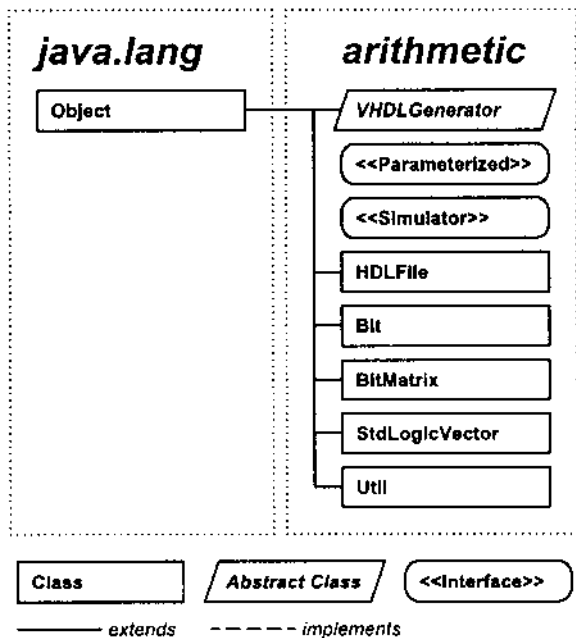 java.lang
arithmetic
Object
VHDLGenerator
<<Parameterized>>
<<Simulator>>
HDLFile
Bit
BitMatrix
StdLogicVector
Util
Class
Abstract Class
<<Interface>>
extends
implements